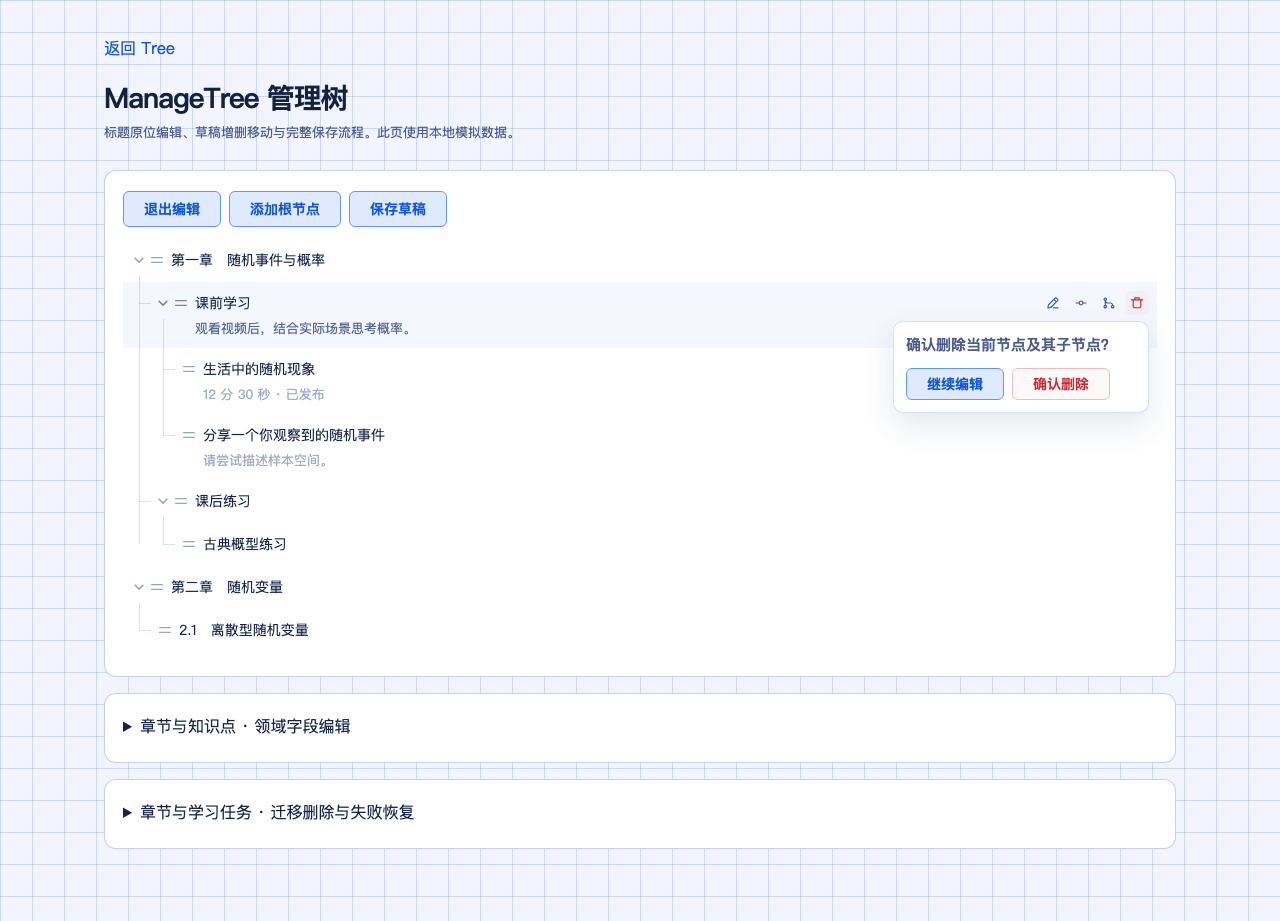 返回 Tree
ManageTree 管理树
标题原位编辑、草稿增删移动与完整保存流程。此页使用本地模拟数据。
退出编辑 添加根节点 保存草稿
第一章 随机事件与概率
课前学习
观看视频后，结合实际场景思考概率。
确认删除当前节点及其子节点?
继续编辑 确认删除
生活中的随机现象
12 分 30 秒 · 已发布
分享一个你观察到的随机事件
请尝试描述样本空间。
课后练习
古典概型练习
第二章 随机变量
2.1 离散型随机变量
章节与知识点 · 领域字段编辑
章节与学习任务 · 迁移删除与失败恢复